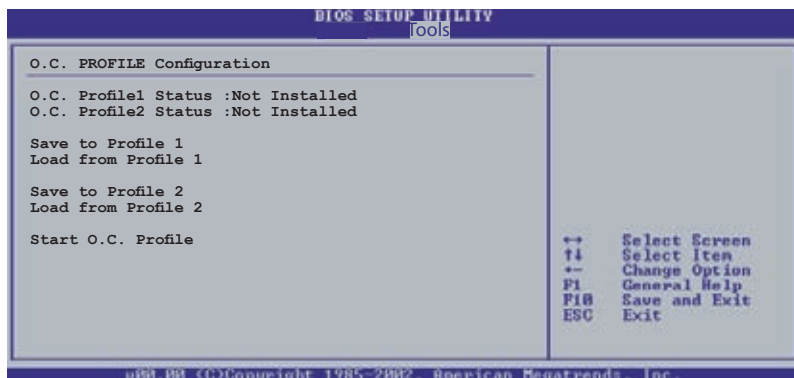 BIOS SETUP UTILITY
Tools
O.C. PROFILE Configuration
O.C. Profile1 Status :Not Installed
O.C. Profile2 Status :Not Installed
Save to Profile 1
Load from Profile 1
Save to Profile 2
Load from Profile 2
Start O.C. Profile
↔ Select Screen
↑↓ Select Item
+- Change Option
F1 General Help
F10 Save and Exit
ESC Exit
v00.00 (C)Copyright 1985-2002, American Megatrends, Inc.